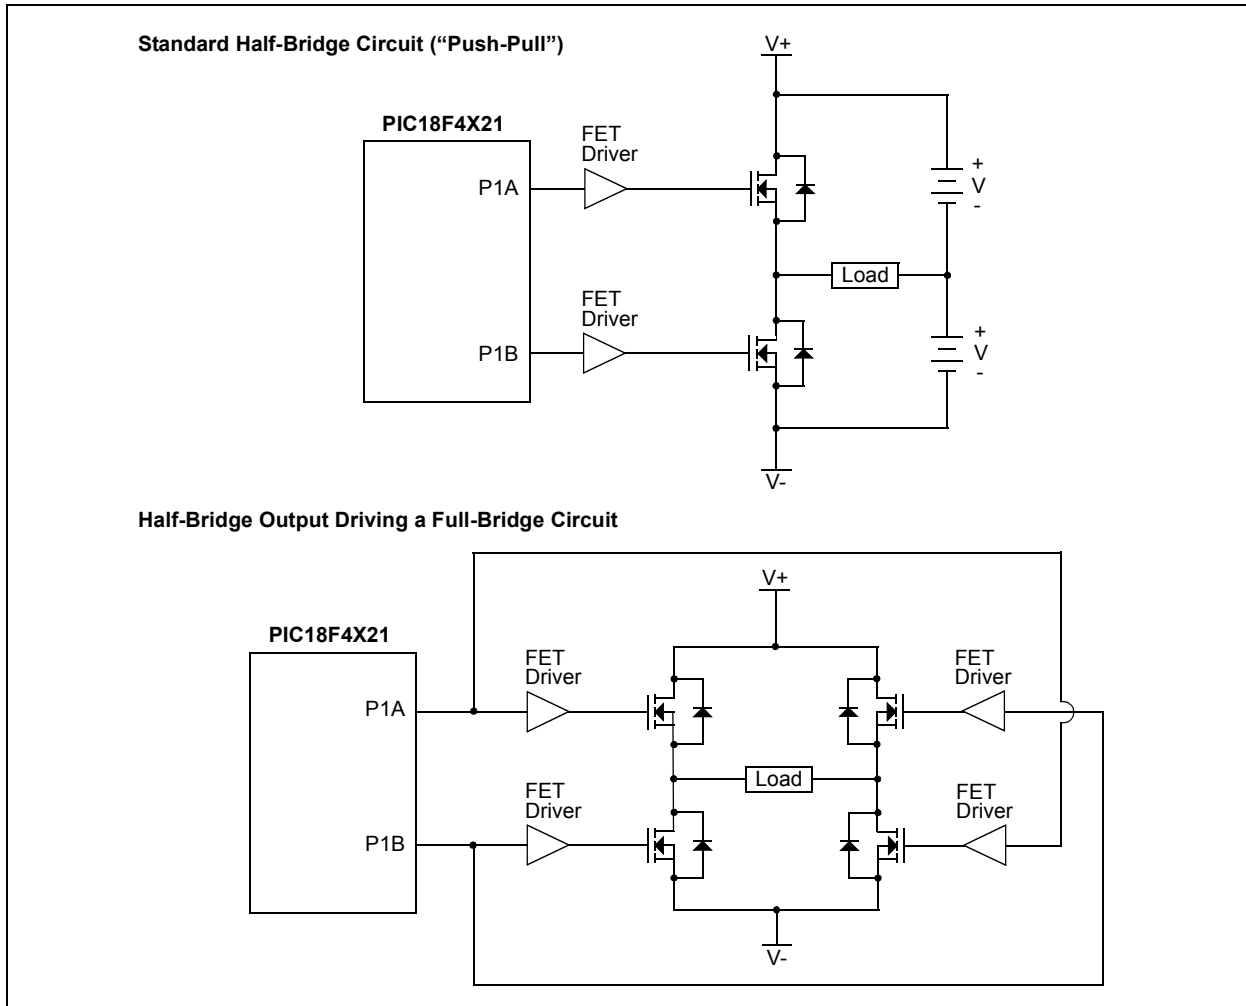 Standard Half-Bridge Circuit (“Push-Pull”)
V+
PIC18F4X21
FET
Driver
P1A
+
V
-
Load
FET
Driver
P1B
+
V
-
V-
Half-Bridge Output Driving a Full-Bridge Circuit
V+
PIC18F4X21
FET
Driver
FET
Driver
P1A
Load
FET
Driver
FET
Driver
P1B
V-